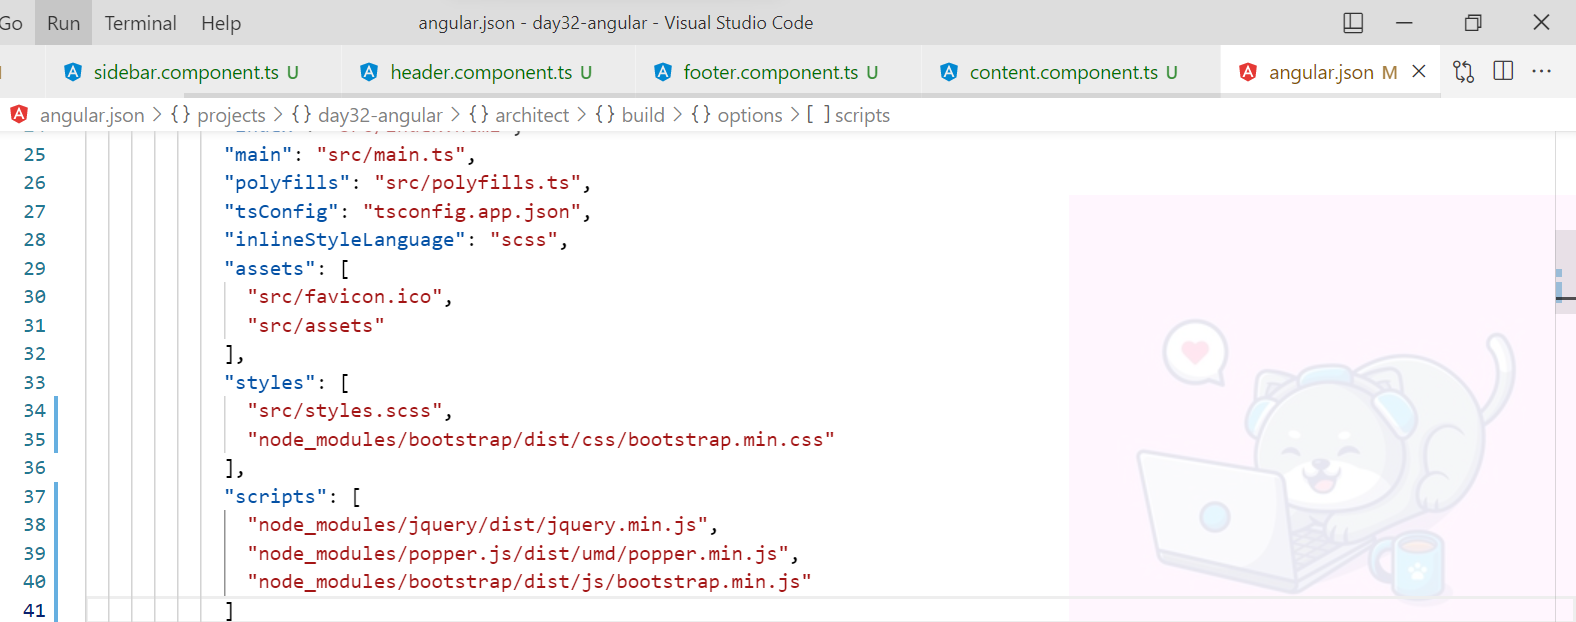 Go Run Terminal Help angular.json - day32-angular - Visual Studio Code
sidebar.component.ts U header.component.ts U footer.component.ts U content.component.ts U angular.json M
angular.json > {} projects > {} day32-angular > {} architect > {} build > {} options > [ ] scripts
25 "main": "src/main.ts",
26 "polyfills": "src/polyfills.ts",
27 "tsConfig": "tsconfig.app.json",
28 "inlineStyleLanguage": "scss",
29 "assets": [
30 "src/favicon.ico",
31 "src/assets"
32 ],
33 "styles": [
34 "src/styles.scss",
35 "node_modules/bootstrap/dist/css/bootstrap.min.css"
36 ],
37 "scripts": [
38 "node_modules/jquery/dist/jquery.min.js",
39 "node_modules/popper.js/dist/umd/popper.min.js",
40 "node_modules/bootstrap/dist/js/bootstrap.min.js"
41 ]